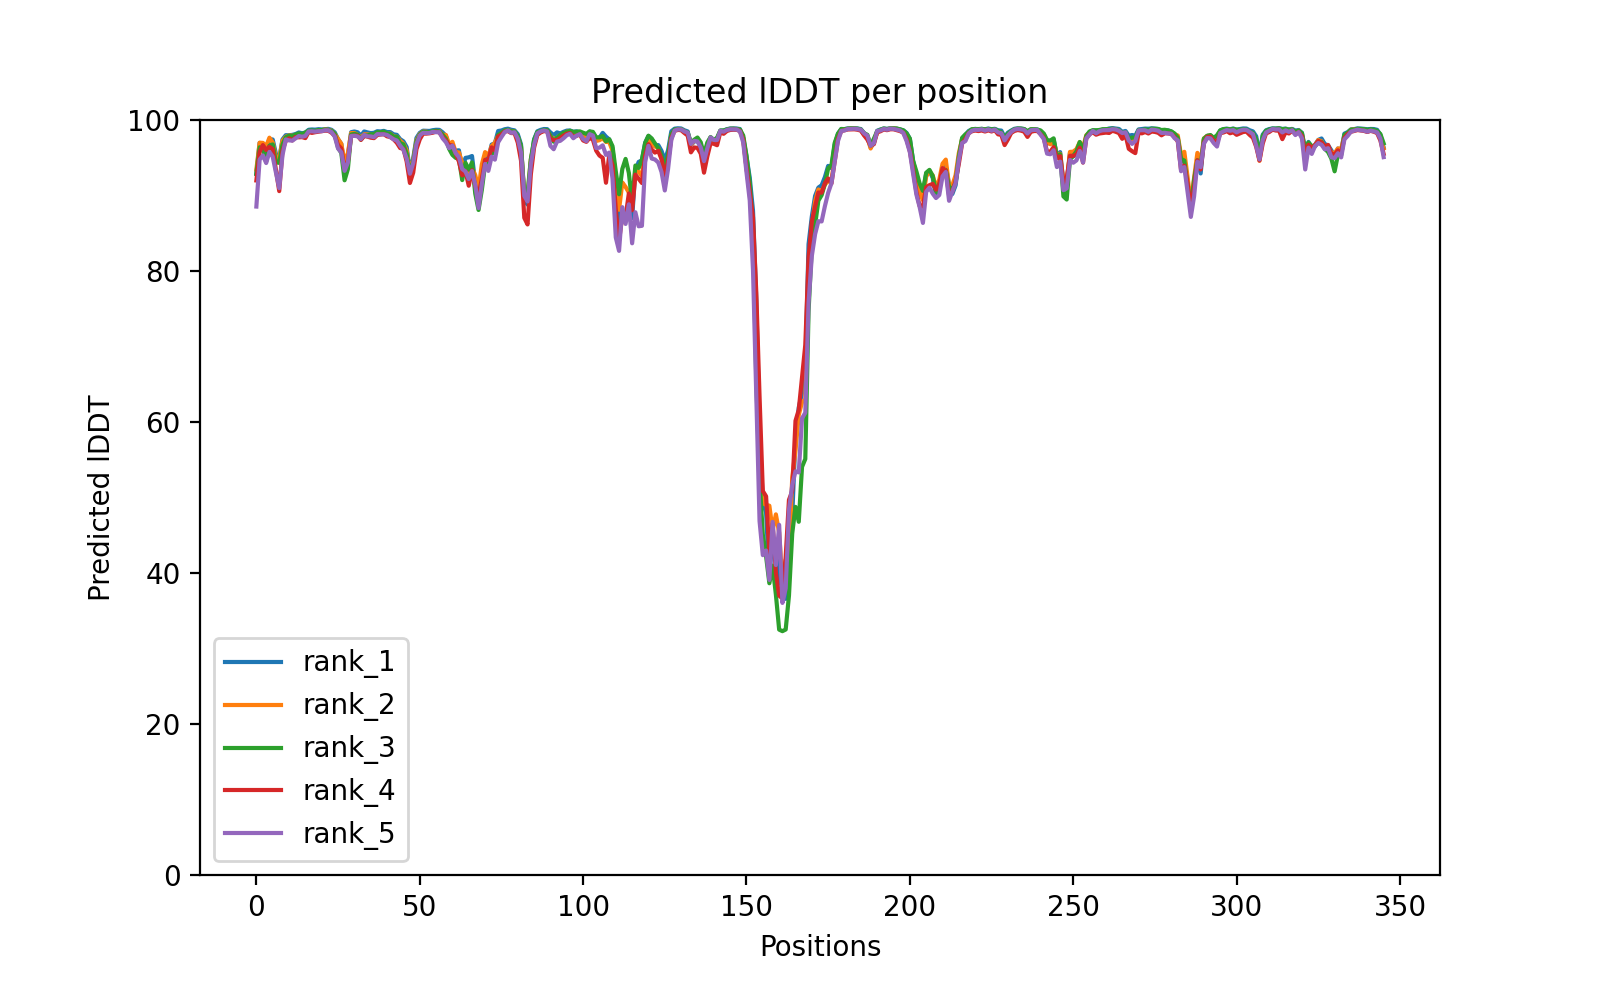 Predicted lDDT per position
100
80
60
40
20
0
Predicted lDDT
rank_1
rank_2
rank_3
rank_4
rank_5
0 50 100 150 200 250 300 350
Positions